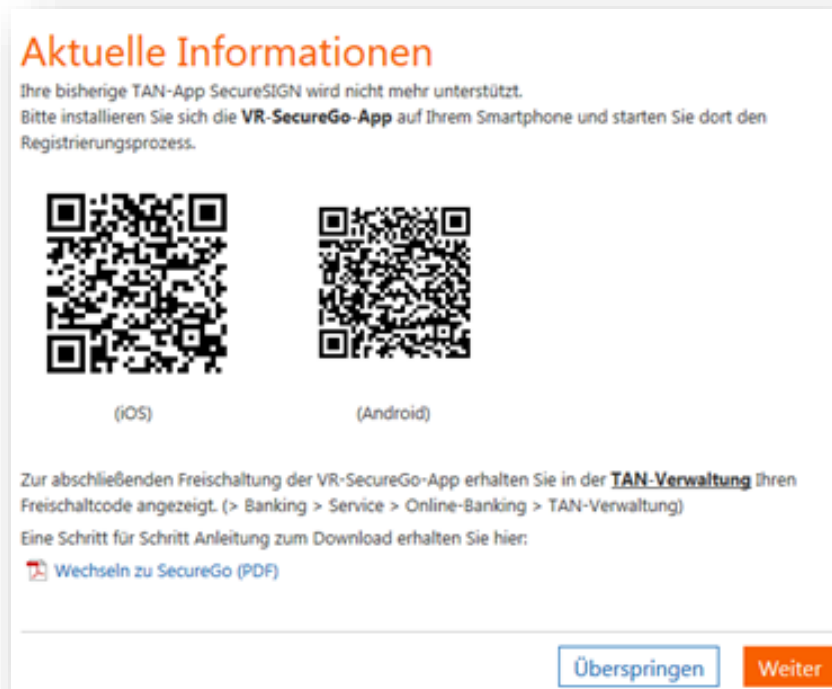 Aktuelle Informationen
Ihre bisherige TAN-App SecureSIGN wird nicht mehr unterstützt.
Bitte installieren Sie sich die VR-SecureGo-App auf Ihrem Smartphone und starten Sie dort den
Registrierungsprozess.
(iOS) (Android)
Zur abschließenden Freischaltung der VR-SecureGo-App erhalten Sie in der TAN-Verwaltung Ihren
Freischaltcode angezeigt. (> Banking > Service > Online-Banking > TAN-Verwaltung)
Eine Schritt für Schritt Anleitung zum Download erhalten Sie hier:
Wechseln zu SecureGo (PDF)
Überspringen Weiter